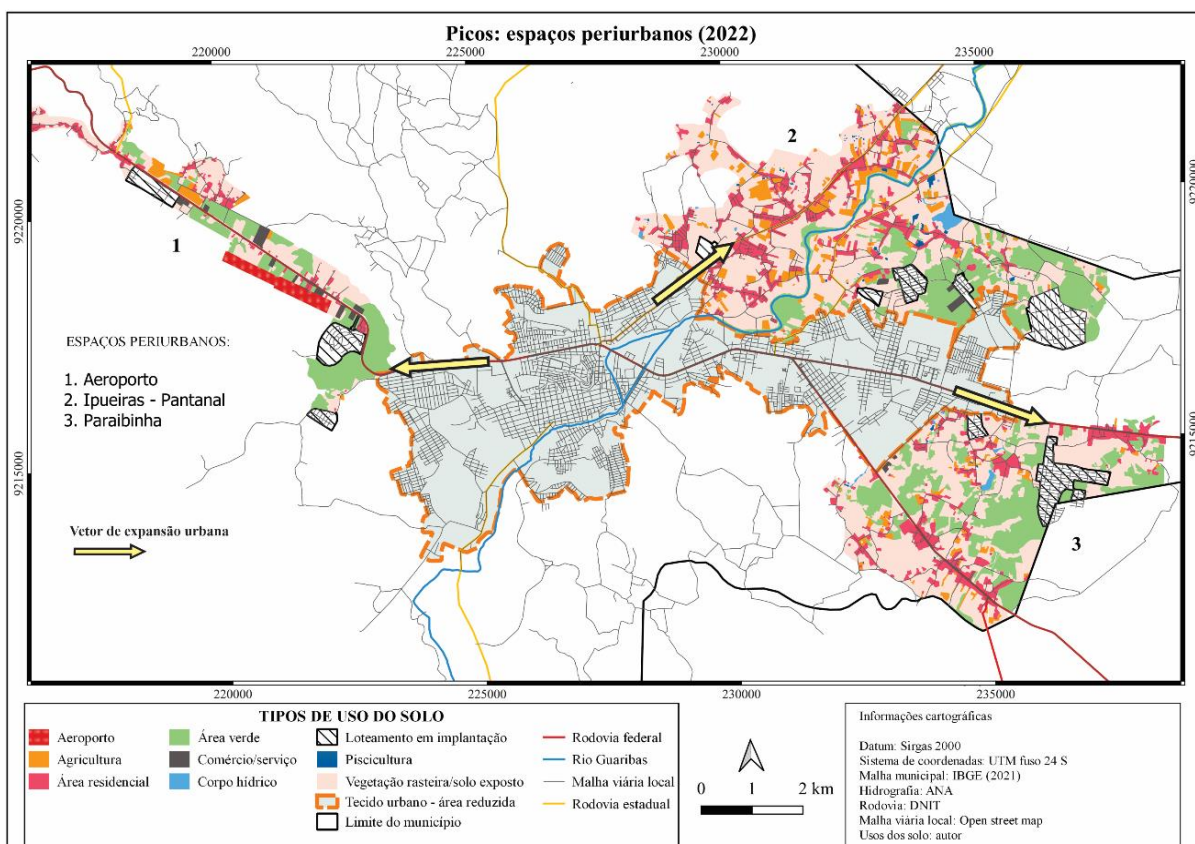 Picos: espaços periurbanos (2022)
220000
225000
230000
235000
9220000
9215000
9220000
9215000
1
2
3
ESPAÇOS PERIURBANOS:
1. Aeroporto
2. Ipueiras - Pantanal
3. Paraibinha
Vetor de expansão urbana
220000
225000
230000
235000
TIPOS DE USO DO SOLO
Aeroporto
Agricultura
Área residencial
Área verde
Comércio/serviço
Corpo hídrico
Loteamento em implantação
Piscicultura
Vegetação rasteira/solo exposto
Tecido urbano - área reduzida
Limite do município
Rodovia federal
Rio Guaribas
Malha viária local
Rodovia estadual
0 1 2 km
Informações cartográficas
Datum: Sirgas 2000
Sistema de coordenadas: UTM fuso 24 S
Malha municipal: IBGE (2021)
Hidrografia: ANA
Rodovia: DNIT
Malha viária local: Open street map
Usos dos solo: autor